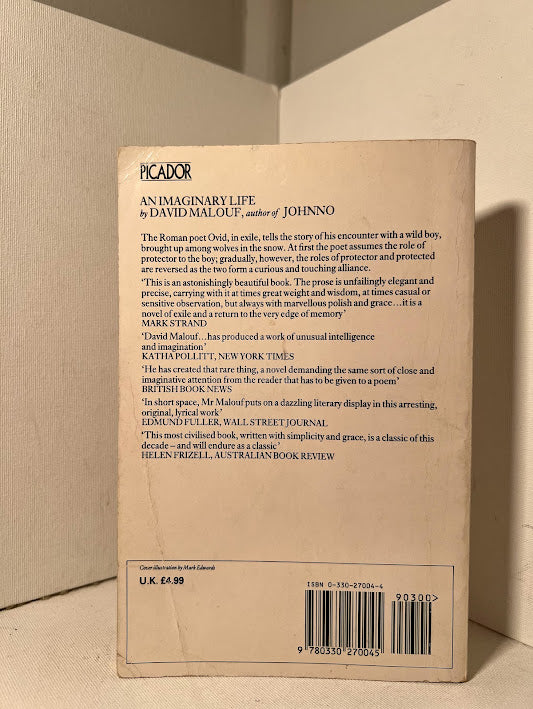 PICADOR
AN IMAGINARY LIFE
by DAVID MALOUF, author of JOHNNO
The Roman poet Ovid, in exile, tells the story of his encounter with a wild boy,
brought up among wolves in the snow. At first the poet assumes the role of
protector to the boy; gradually, however, the roles of protector and protected
are reversed as the two form a curious and touching alliance.
‘This is an astonishingly beautiful book. The prose is unfailingly elegant and
precise, carrying with it at times great weight and wisdom, at times casual or
sensitive observation, but always with marvellous polish and grace...it is a
novel of exile and a return to the very edge of memory’
MARK STRAND
‘David Malouf...has produced a work of unusual intelligence
and imagination’
KATHA POLLITT, NEW YORK TIMES
‘He has created that rare thing, a novel demanding the same sort of close and
imaginative attention from the reader that has to be given to a poem’
BRITISH BOOK NEWS
‘In short space, Mr Malouf puts on a dazzling literary display in this arresting,
original, lyrical work’
EDMUND FULLER, WALL STREET JOURNAL
‘This most civilised book, written with simplicity and grace, is a classic of this
decade – and will endure as a classic’
HELEN FRIZELL, AUSTRALIAN BOOK REVIEW
Cover illustration by Mark Edwards
U.K. £4.99
ISBN 0-330-27004-4
90300>
9 780330 270045